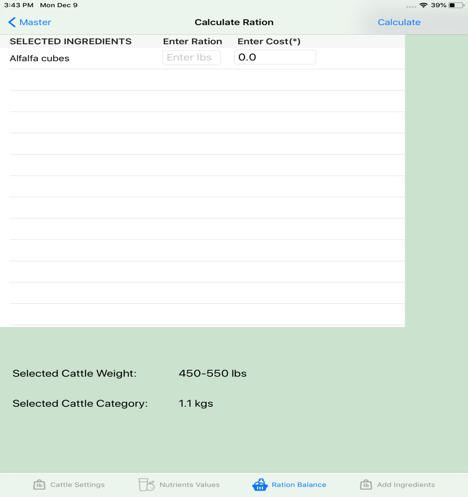 3:43 PM Mon Dec 9 39%
Master Calculate Ration Calculate
SELECTED INGREDIENTS Enter Ration Enter Cost(*)
Alfalfa cubes Enter lbs 0.0
Selected Cattle Weight: 450-550 lbs
Selected Cattle Category: 1.1 kgs
Cattle Settings Nutrients Values Ration Balance Add Ingredients